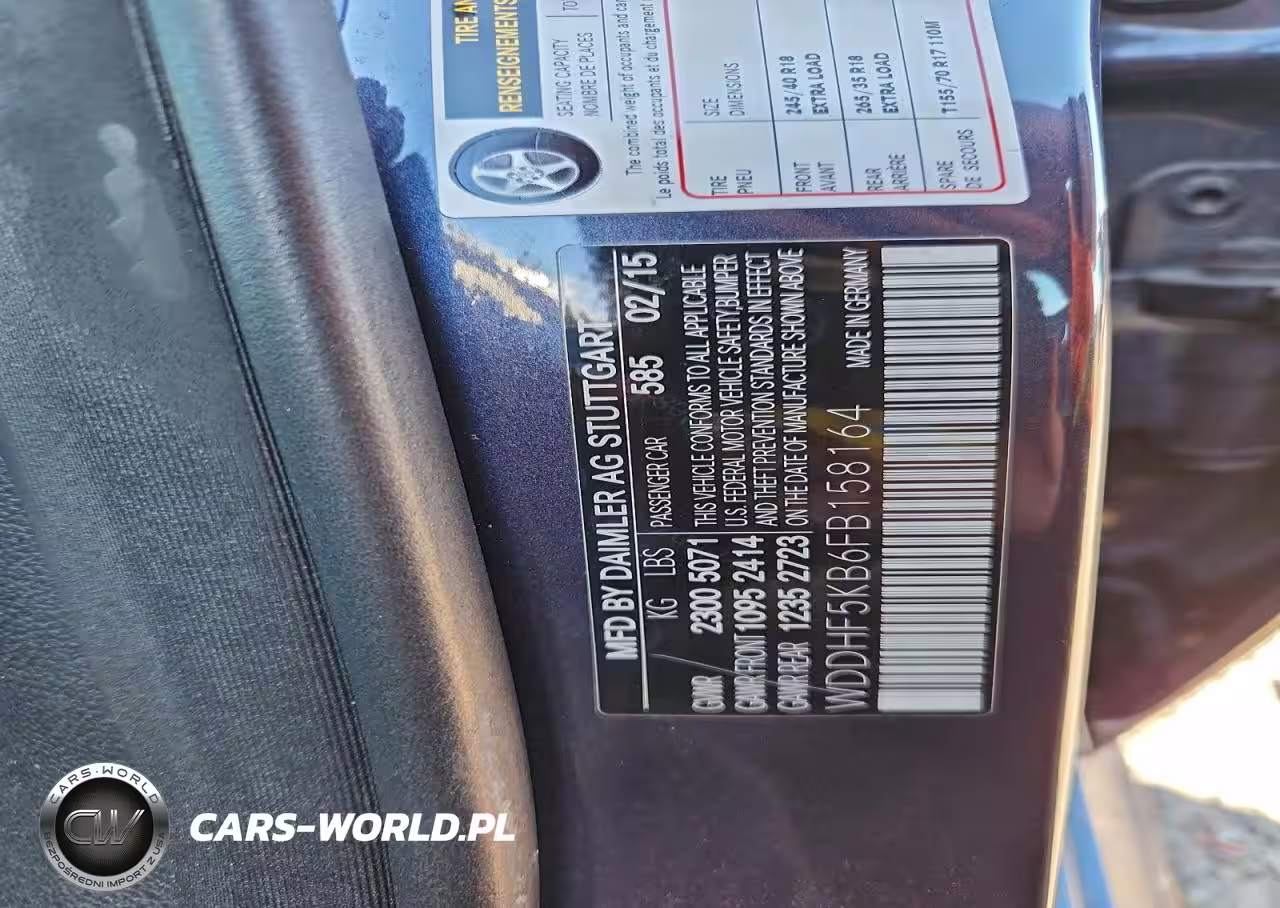 TIRE AN
RENSEIGNEMENTS
SEATING CAPACITY
NOMBRE DE PLACES
TO
The combined weight of occupants and car
Le poids total des occupants et du chargement
TIRE SIZE
PNEU DIMENSIONS
FRONT 245/40 R18
AVANT EXTRA LOAD
REAR 265/35 R18
ARRIÈRE EXTRA LOAD
SPARE T155/70 R17 110M
DE SECOURS
MFD BY DAIMLER AG STUTTGART
KG LBS PASSENGER CAR 585 02/15
GVWR 2300 5071 THIS VEHICLE CONFORMS TO ALL APPLICABLE
GAWR FRONT 1095 2414 U.S. FEDERAL MOTOR VEHICLE SAFETY, BUMPER
GAWR REAR 1235 2723 AND THEFT PREVENTION STANDARDS IN EFFECT
ON THE DATE OF MANUFACTURE SHOWN ABOVE
WDDHF5KB6FB158164 MADE IN GERMANY
CARS-WORLD
CW
BEZPOŚREDNI IMPORT Z USA
CARS-WORLD.PL